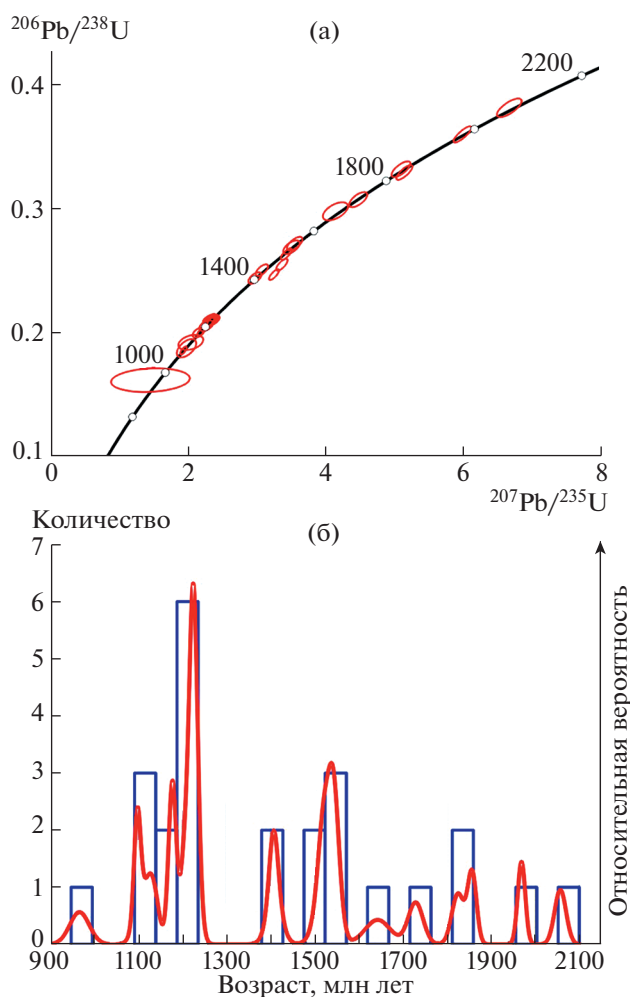 ²⁰⁶Pb/²³⁸U
(а)
2200
0.4
1800
0.3
1400
0.2
1000
0.1
0 2 4 6 8
²⁰⁷Pb/²³⁵U
Количество
(б)
7
6
5
4
3
2
1
0
900 1100 1300 1500 1700 1900 2100
Возраст, млн лет
Относительная вероятность